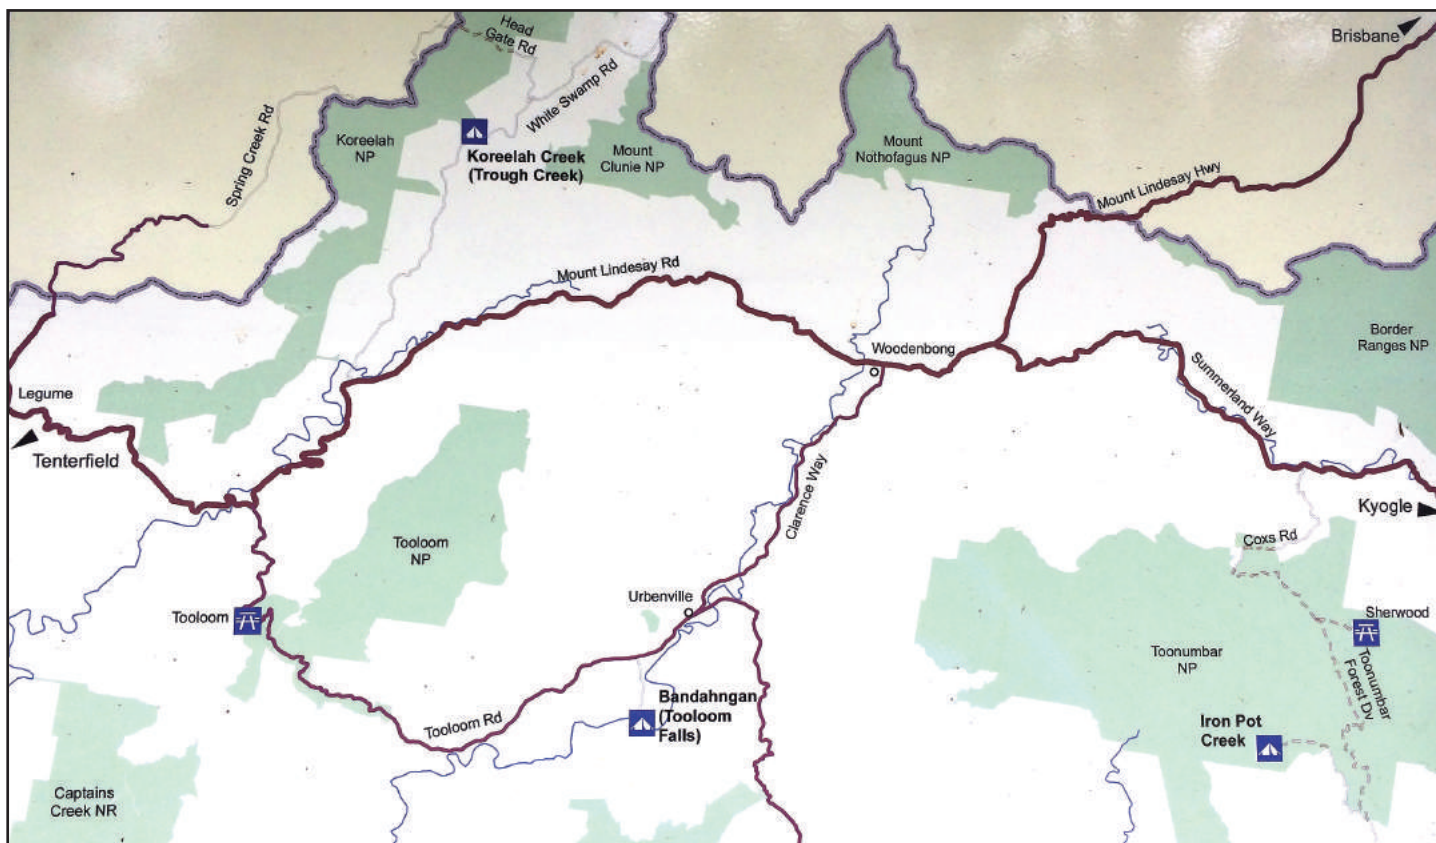 Head
Gate Rd
Brisbane
White Swamp Rd
Spring Creek Rd
Koreelah
NP
Koreelah Creek
(Trough Creek)
Mount
Clunie NP
Mount
Nothofagus NP
Mount Lindesay Hwy
Mount Lindesay Rd
Border
Ranges NP
Woodenbong
Summerland Way
Legume
Tenterfield
Clarence Way
Kyogle
Coxs Rd
Tooloom
NP
Urbenville
Tooloom
Sherwood
Toonumbar
NP
Toonumbar
Forest Dv
Bandahngan
(Tooloom
Falls)
Tooloom Rd
Iron Pot
Creek
Captains
Creek NR